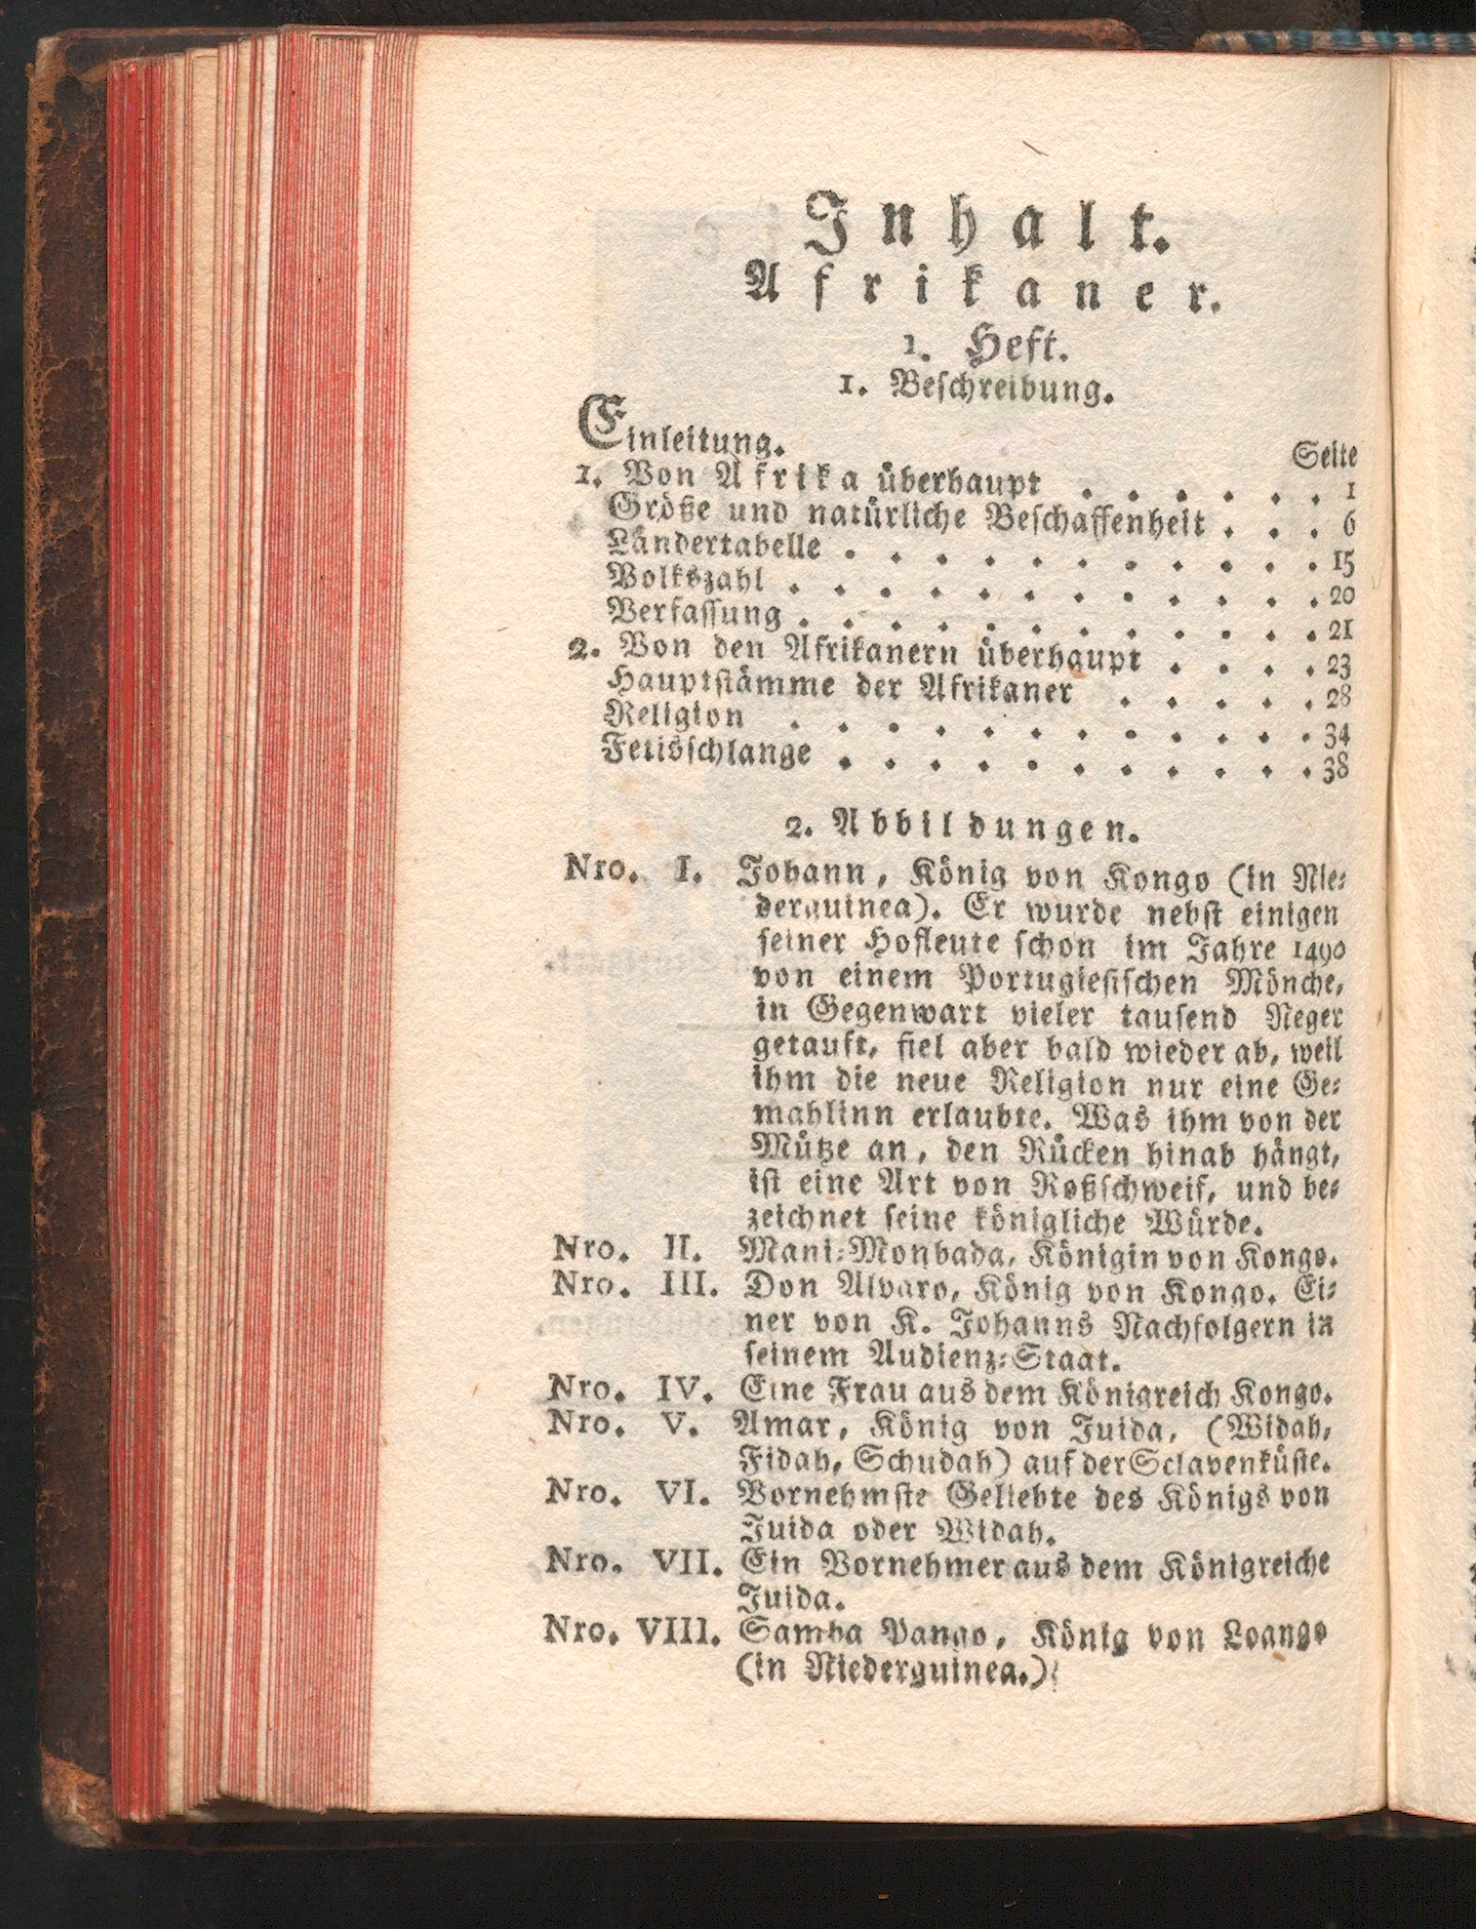 Inhalt.
Afrikaner.
1. Heft.
1. Beſchreibung.
Einleitung.
Seite
1. Von Afrika überhaupt . . . . . . 1
Größe und natürliche Beſchaffenheit . . . 6
Ländertabelle . . . . . . . . . . . 15
Volkszahl . . . . . . . . . . . . 20
Verfaſſung . . . . . . . . . . . . 21
2. Von den Afrikanern überhaupt . . . . 23
Hauptſtämme der Afrikaner . . . . . 28
Religion . . . . . . . . . . . . 34
Fetisſchlange . . . . . . . . . . . 38
2. Abbildungen.
Nro. I. Johann, König von Kongo (in Nie⸗
derguinea). Er wurde nebſt einigen
ſeiner Hofleute ſchon im Jahre 1490
von einem Portugieſiſchen Mönche,
in Gegenwart vieler tauſend Neger
getauft, fiel aber bald wieder ab, weil
ihm die neue Religion nur eine Ge⸗
mahlinn erlaubte. Was ihm von der
Mütze an, den Rücken hinab hängt,
iſt eine Art von Roßſchweif, und be⸗
zeichnet ſeine königliche Würde.
Nro. II. Mani⸗Monbada, Königin von Kongo.
Nro. III. Don Alvaro, König von Kongo. Ei⸗
ner von K. Johanns Nachfolgern in
ſeinem Audienz⸗Staat.
Nro. IV. Eine Frau aus dem Königreich Kongo.
Nro. V. Amar, König von Juida, (Widah,
Fidah, Schudah) auf der Sclavenküſte.
Nro. VI. Vornehmſte Geliebte des Königs von
Juida oder Widah.
Nro. VII. Ein Vornehmer aus dem Königreiche
Juida.
Nro. VIII. Samba Pango, König von Loango
(in Niederguinea.)